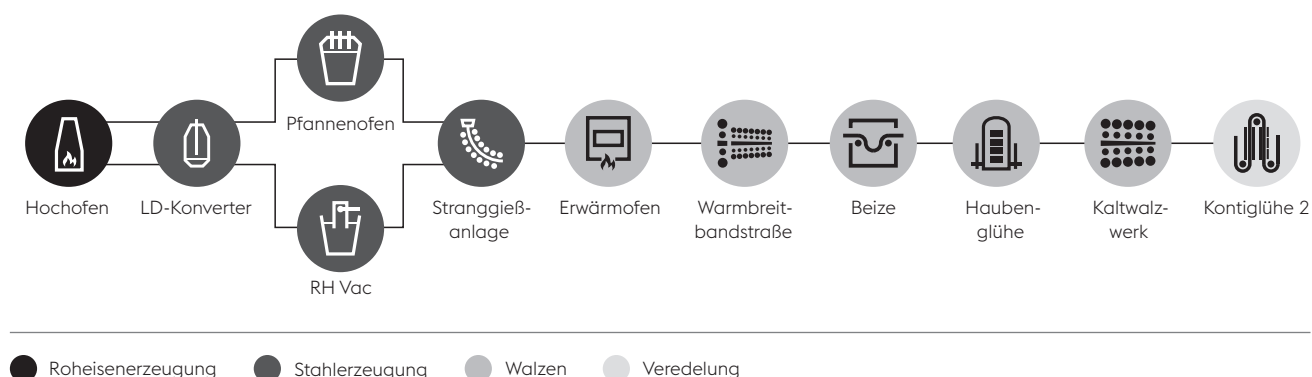 Pfannenofen
Hochofen
LD-Konverter
Stranggieß-
anlage
Erwärmofen
Warmbreit-
bandstraße
Beize
Hauben-
glühe
Kaltwalz-
werk
Kontiglühe 2
RH Vac
Roheisenerzeugung
Stahlerzeugung
Walzen
Veredelung